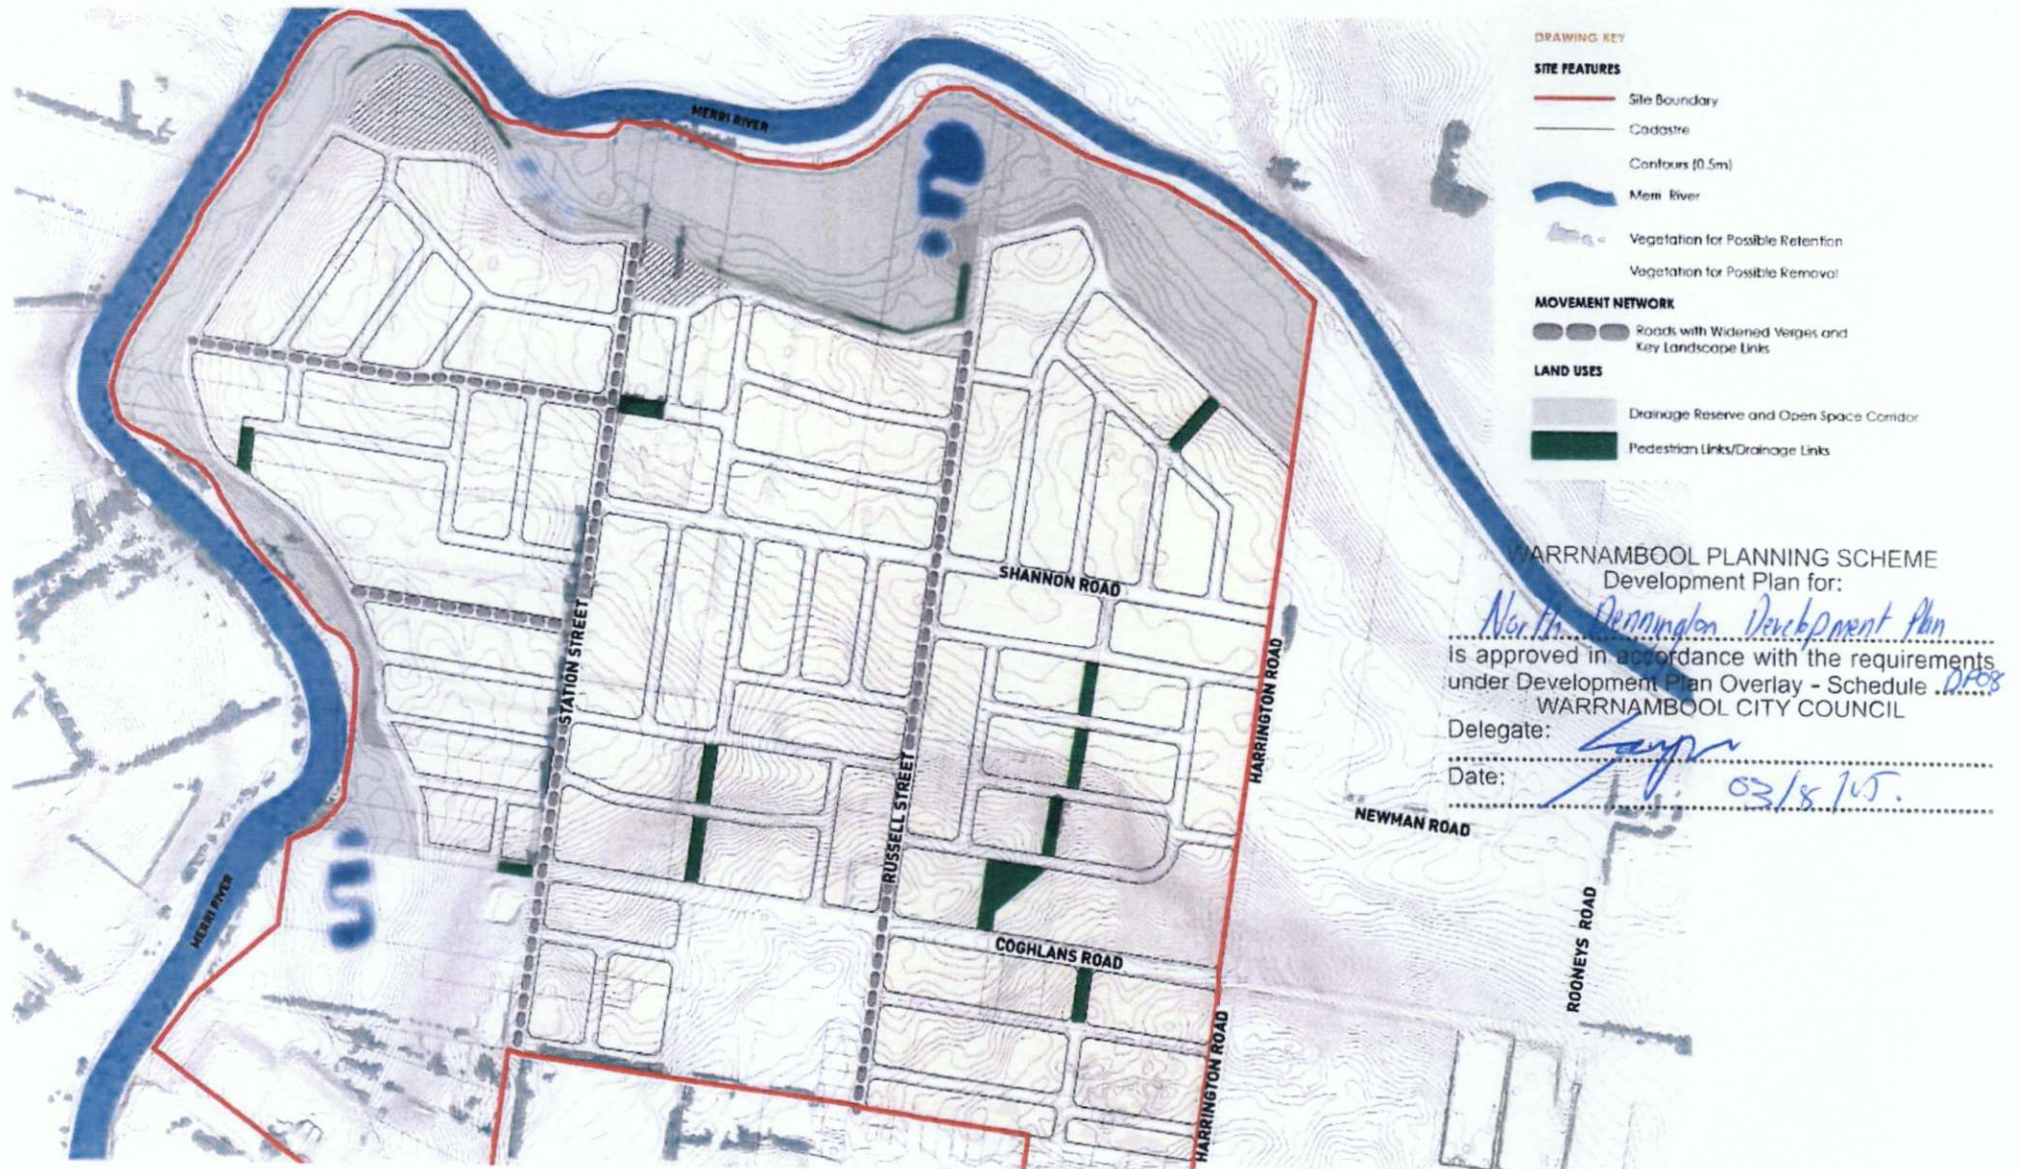 MERRI RIVER
SHANNON ROAD
STATION STREET
HARRINGTON ROAD
RUSSELL STREET
NEWMAN ROAD
MERRI RIVER
COGHLANS ROAD
ROONEYS ROAD
HARRINGTON ROAD
DRAWING KEY
SITE FEATURES
Site Boundary
Cadastre
Contours (0.5m)
Merri River
Vegetation for Possible Retention
Vegetation for Possible Removal
MOVEMENT NETWORK
Roads with Widened Verges and
Key Landscape Links
LAND USES
Drainage Reserve and Open Space Corridor
Pedestrian Links/Drainage Links
WARRNAMBOOL PLANNING SCHEME
Development Plan for:
North Dennington Development Plan
Is approved in accordance with the requirements
under Development Plan Overlay - Schedule DPO8
WARRNAMBOOL CITY COUNCIL
Delegate:
Date: 03/8/15.